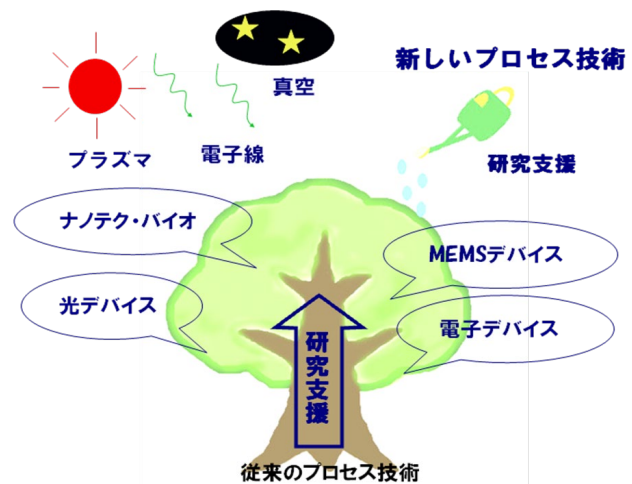 真空
新しいプロセス技術
プラズマ
電子線
研究支援
ナノテク・バイオ
MEMSデバイス
光デバイス
電子デバイス
研究支援
従来のプロセス技術